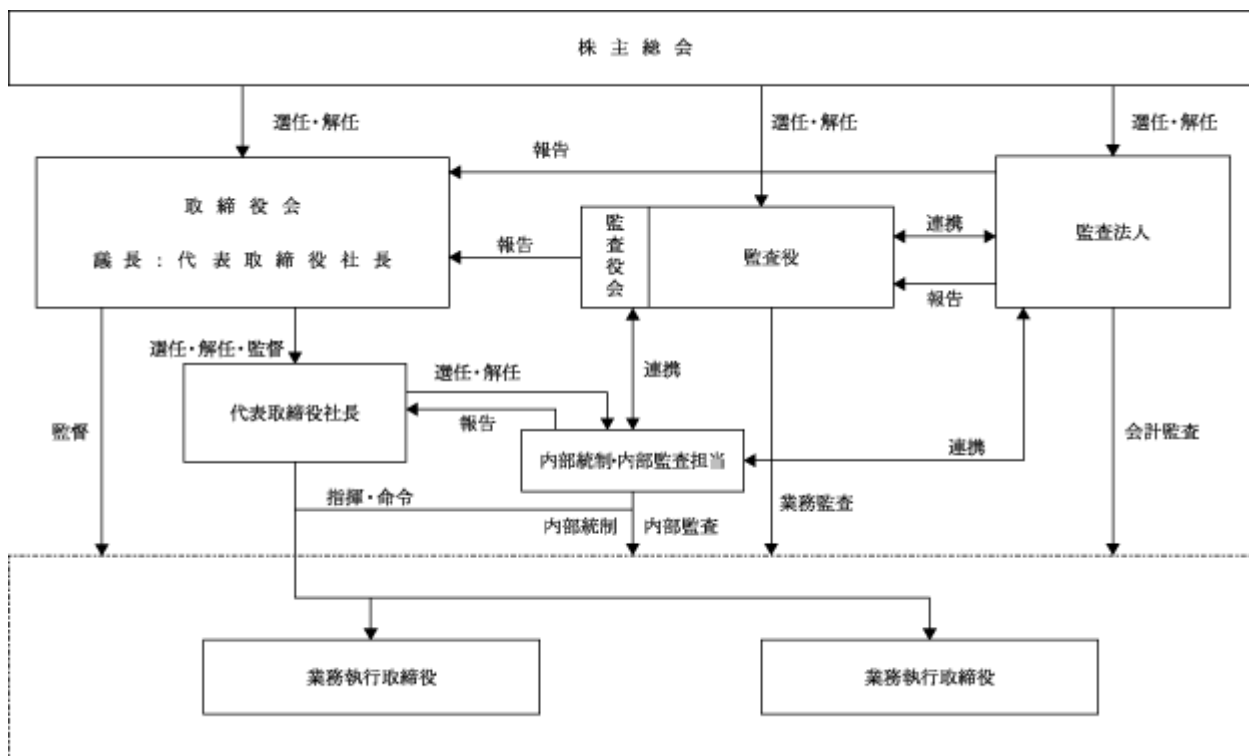 株主総会
選任・解任
選任・解任
選任・解任
報告
取締役会
議長：代表取締役社長
報告
監査役会
監査役
連携
報告
監査法人
選任・解任・監督
代表取締役社長
選任・解任
報告
連携
監督
内部統制・内部監査担当
連携
会計監査
指揮・命令
内部統制
内部監査
業務監査
業務執行取締役
業務執行取締役